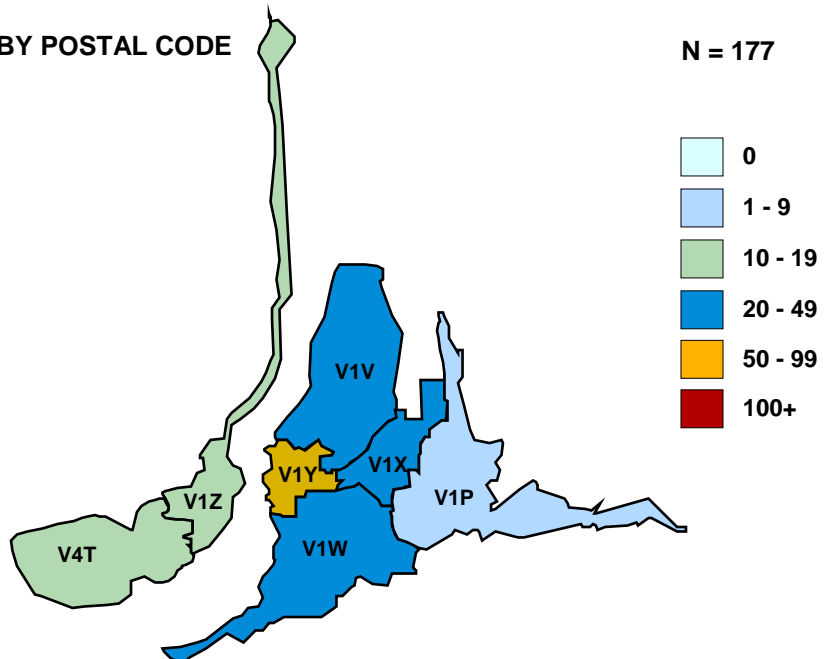 BY POSTAL CODE
N = 177
0
1 - 9
10 - 19
20 - 49
50 - 99
100+
V1V
V1Y
V1X
V1P
V1Z
V1W
V4T